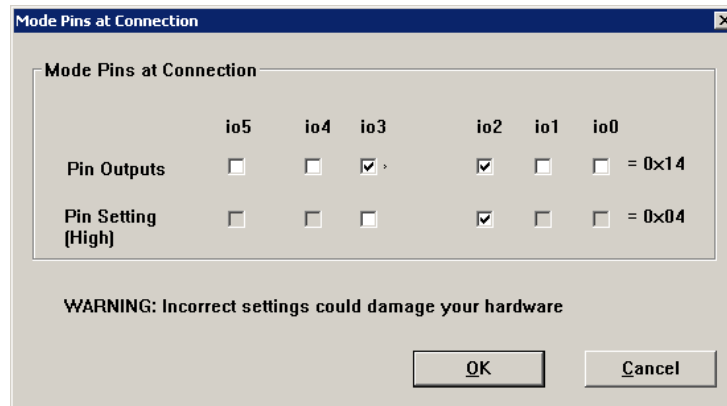 Mode Pins at Connection
Mode Pins at Connection
io5 io4 io3 io2 io1 io0
Pin Outputs = 0x14
Pin Setting = 0x04
(High)
WARNING: Incorrect settings could damage your hardware
OK Cancel